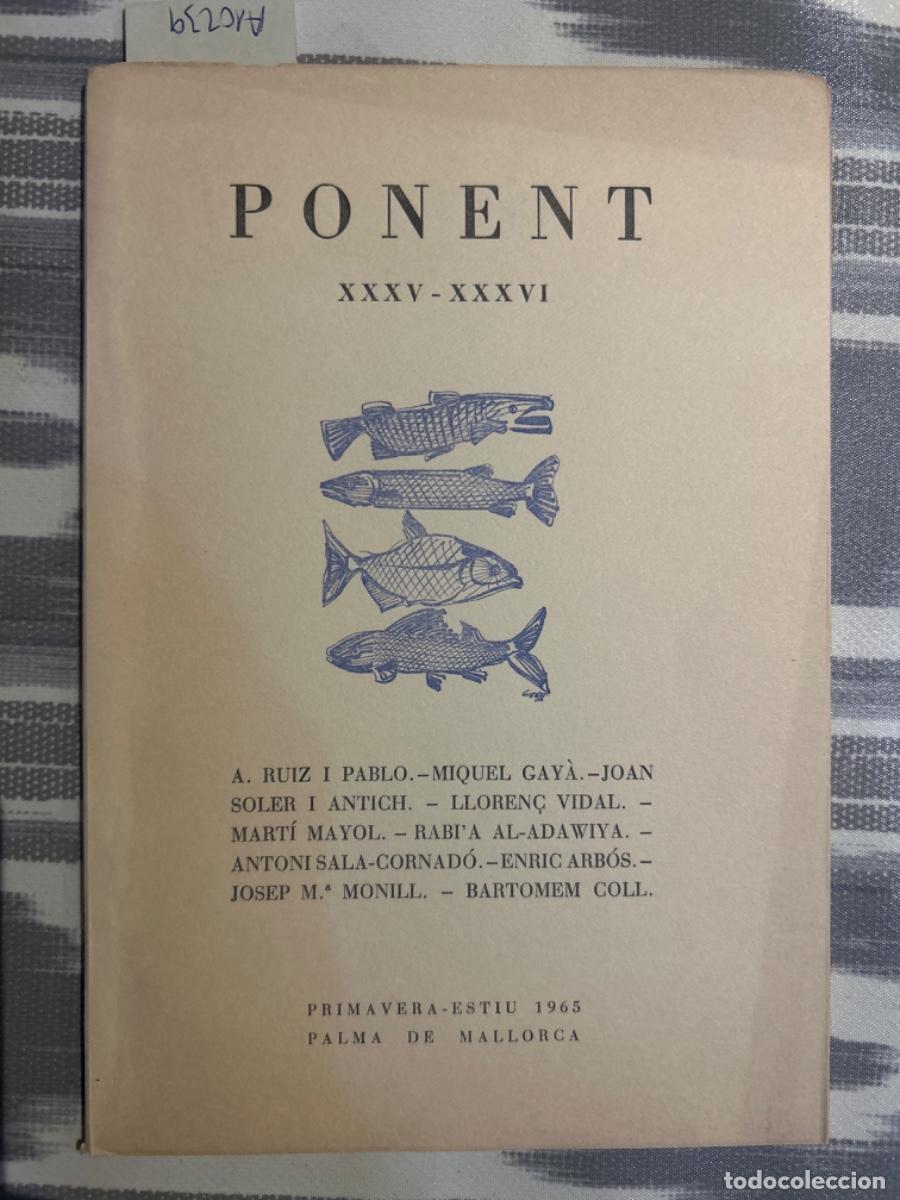 A10239
PONENT
XXXV - XXXVI
A. RUIZ I PABLO. – MIQUEL GAYÀ. – JOAN
SOLER I ANTICH. – LLORENÇ VIDAL. –
MARTÍ MAYOL. – RABI'A AL-ADAWIYA. –
ANTONI SALA-CORNADÓ. – ENRIC ARBÓS. –
JOSEP M.ª MONILL. – BARTOMEM COLL.
PRIMAVERA - ESTIU 1965
PALMA DE MALLORCA
todocoleccion